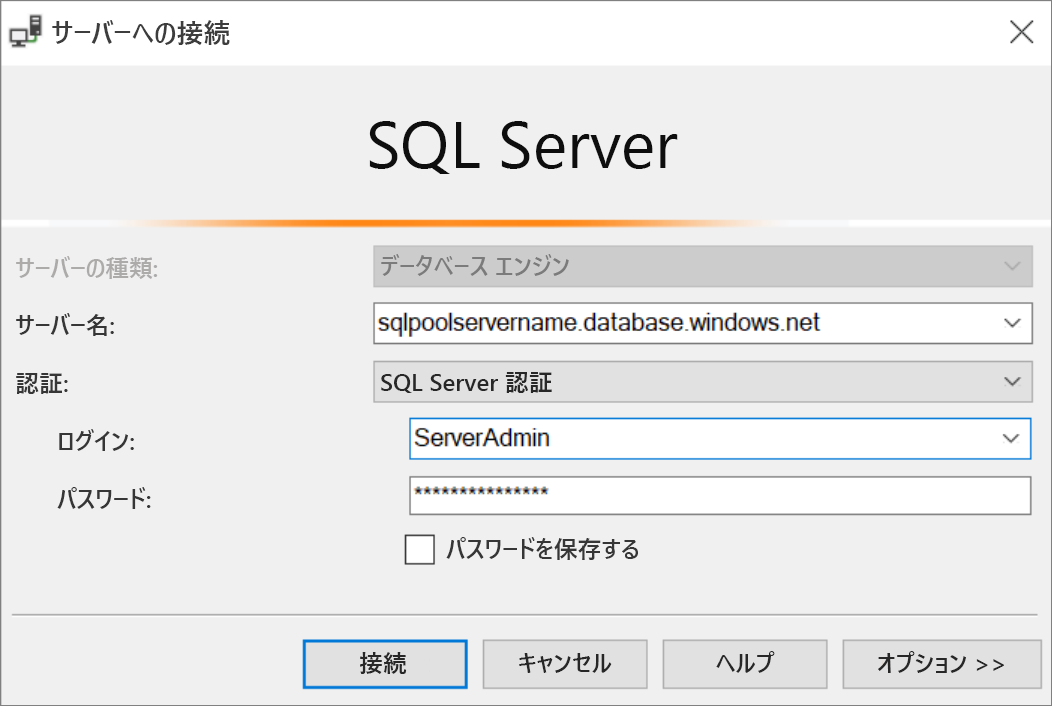 サーバーへの接続
SQL Server
サーバーの種類:
データベース エンジン
サーバー名:
sqlpoolservername.database.windows.net
認証:
SQL Server 認証
ログイン:
ServerAdmin
パスワード:
***************
パスワードを保存する
接続
キャンセル
ヘルプ
オプション >>